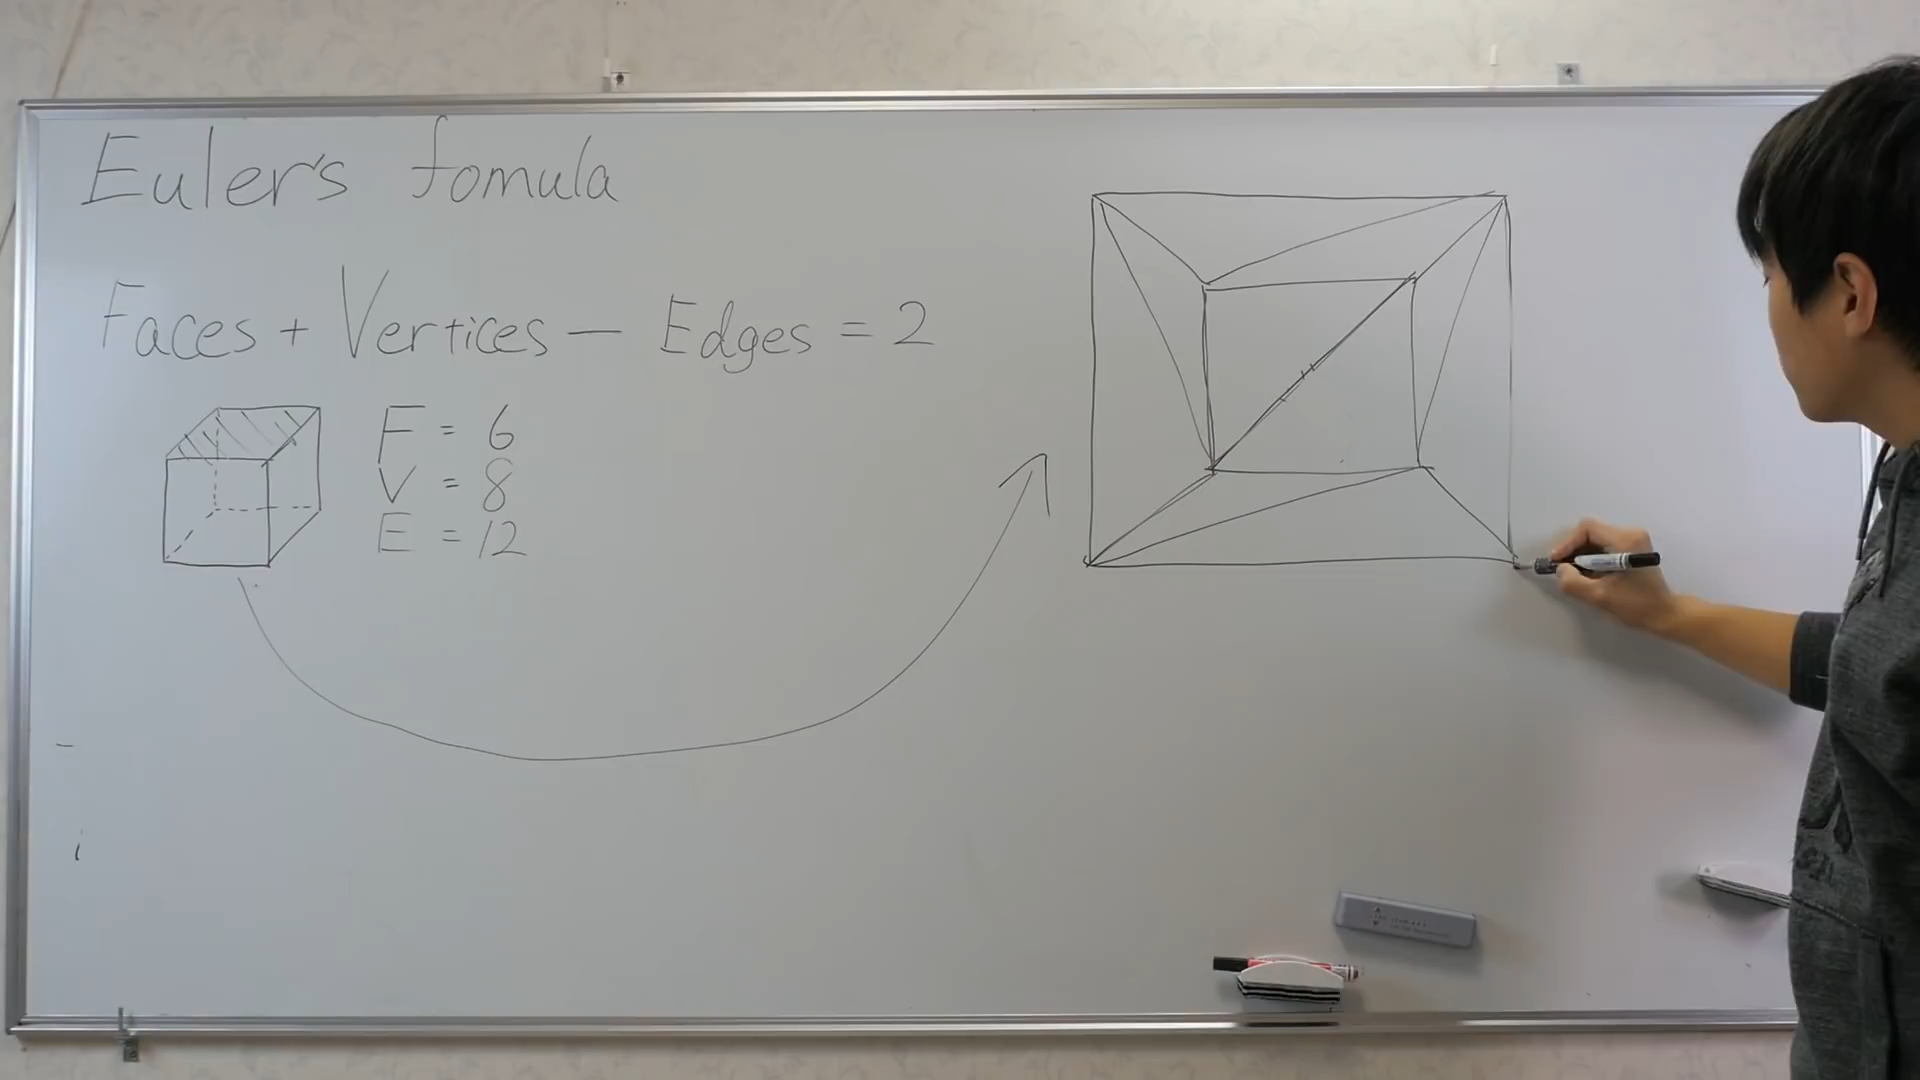 Euler's fomula
Faces + Vertices - Edges = 2
F = 6
V = 8
E = 12